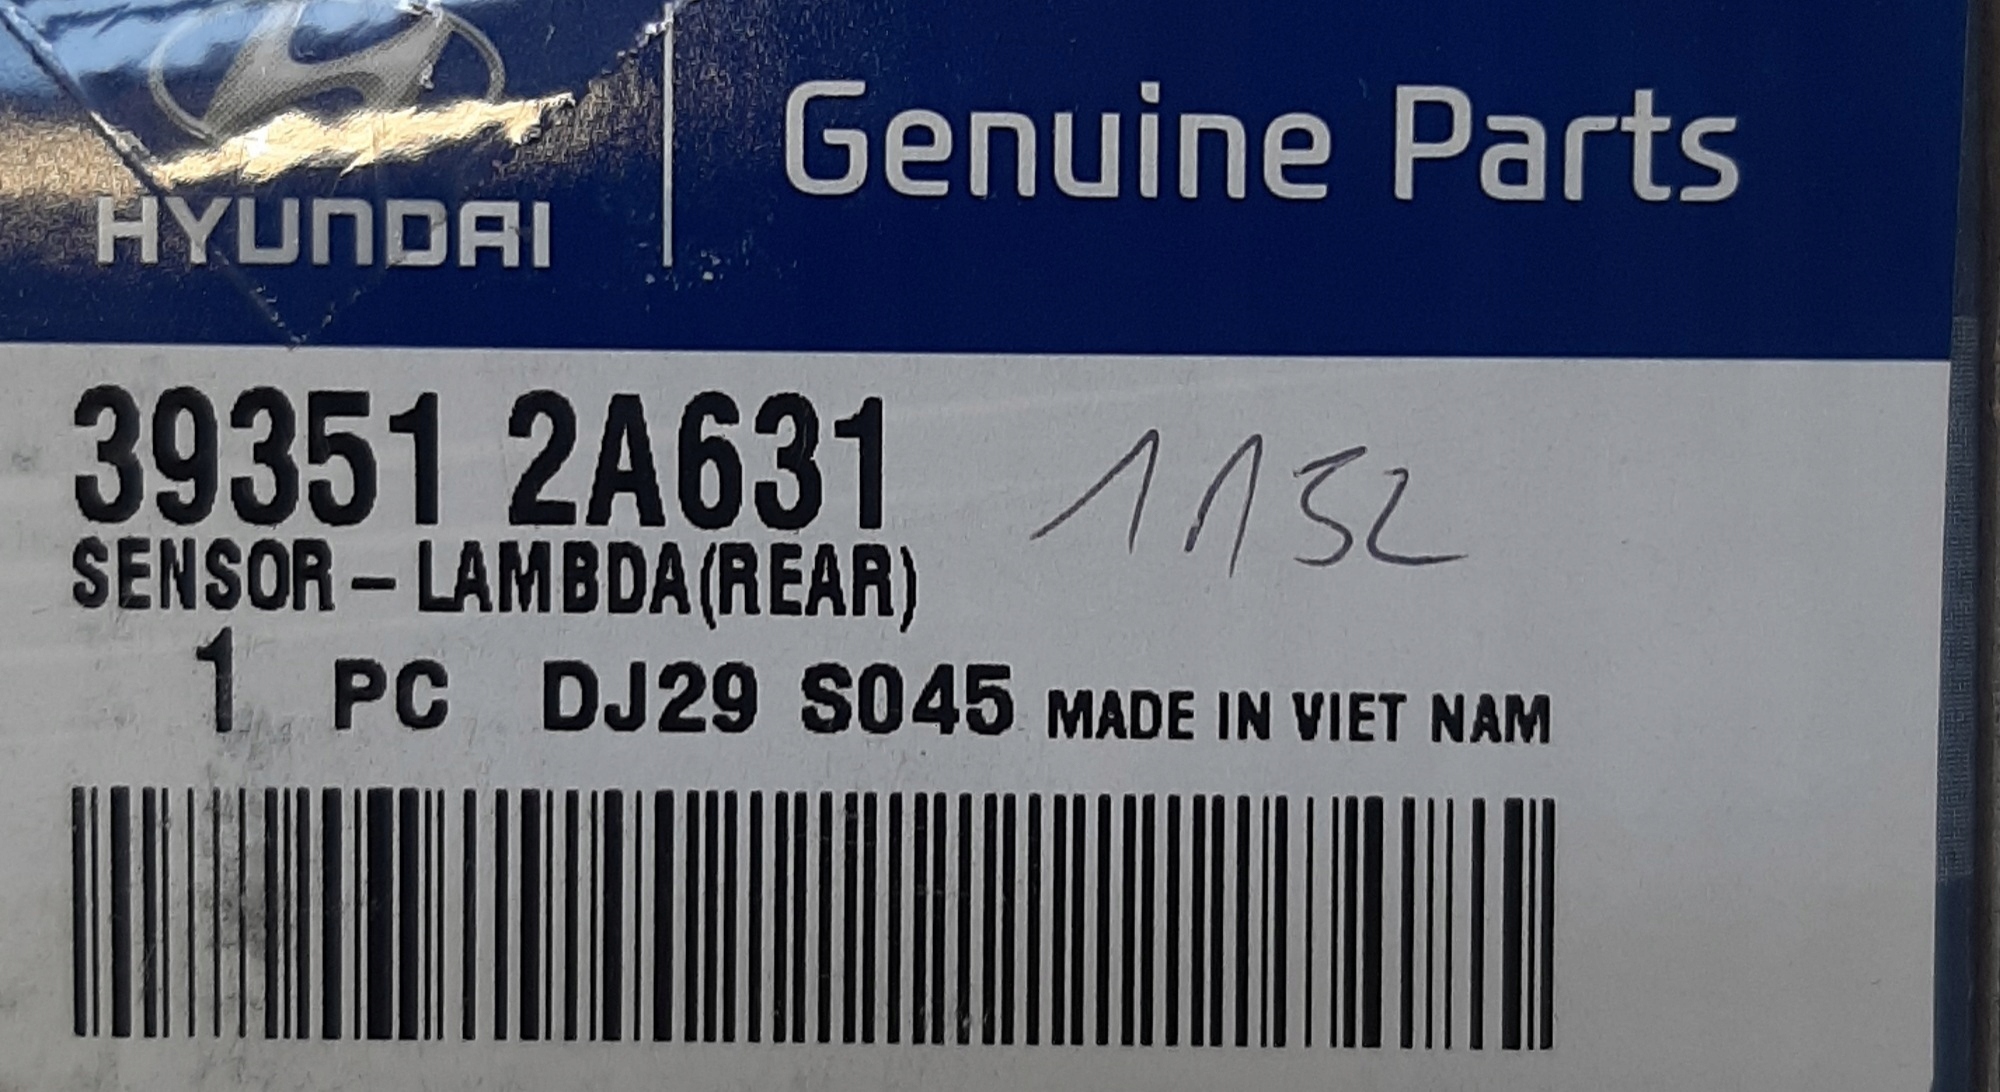 HYUNDAI
Genuine Parts
39351 2A631
1132
SENSOR - LAMBDA(REAR)
1 PC DJ29 S045 MADE IN VIET NAM